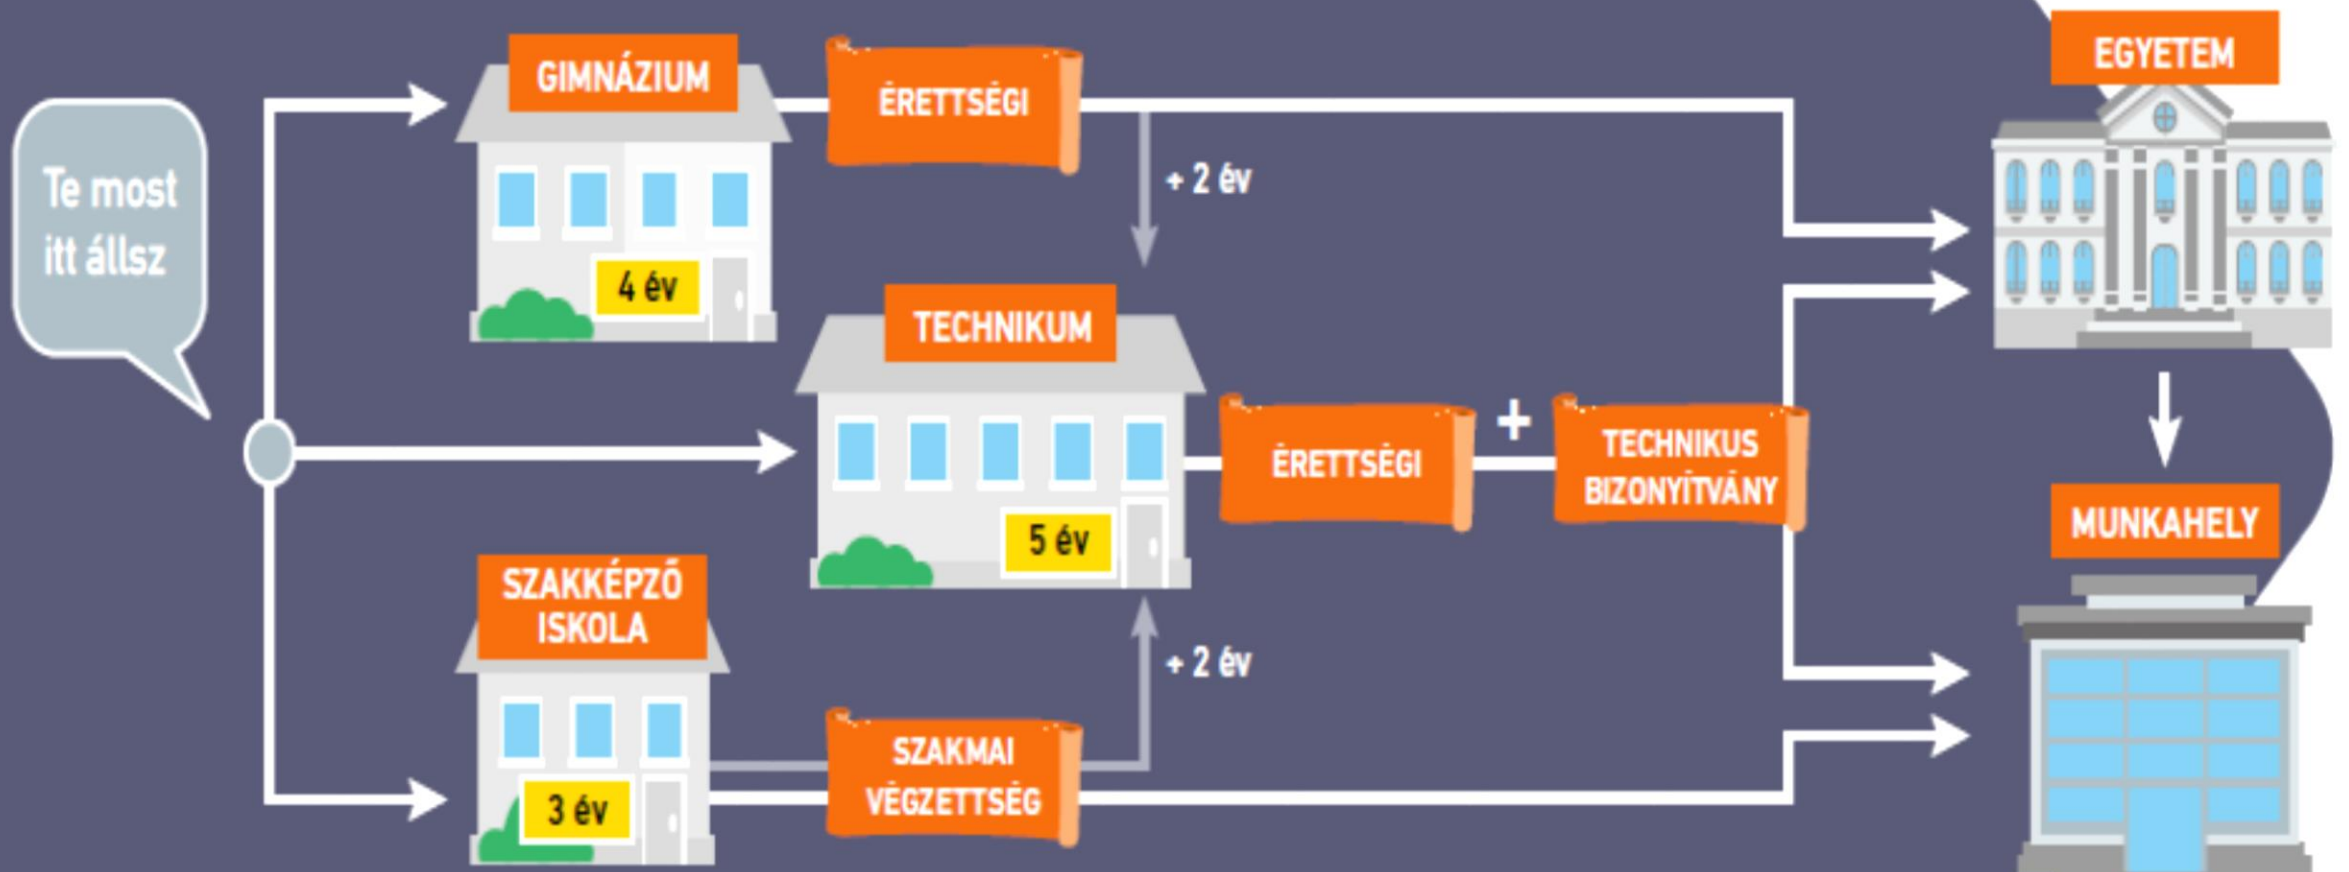 Te most
itt állsz
GIMNÁZIUM
4 év
ÉRETTSÉGI
+ 2 év
TECHNIKUM
5 év
ÉRETTSÉGI
+
TECHNIKUS
BIZONYÍTVÁNY
SZAKKÉPZŐ
ISKOLA
3 év
SZAKMAI
VÉGZETTSÉG
+ 2 év
EGYETEM
MUNKAHELY